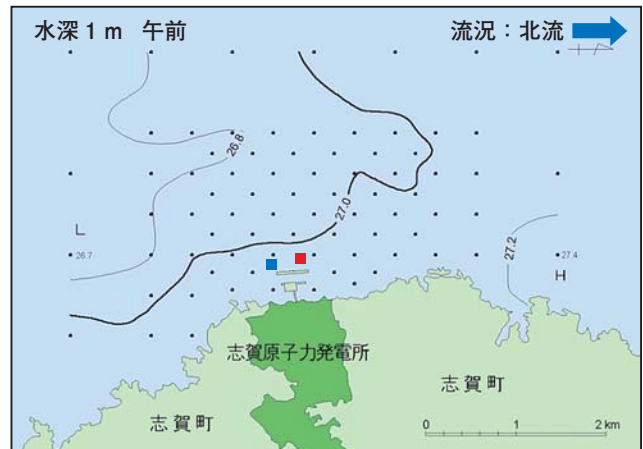 水深1m 午前
流況：北流
26.8
27.0
27.2
L
26.7
27.4
H
志賀原子力発電所
志賀町
志賀町
0 1 2 km